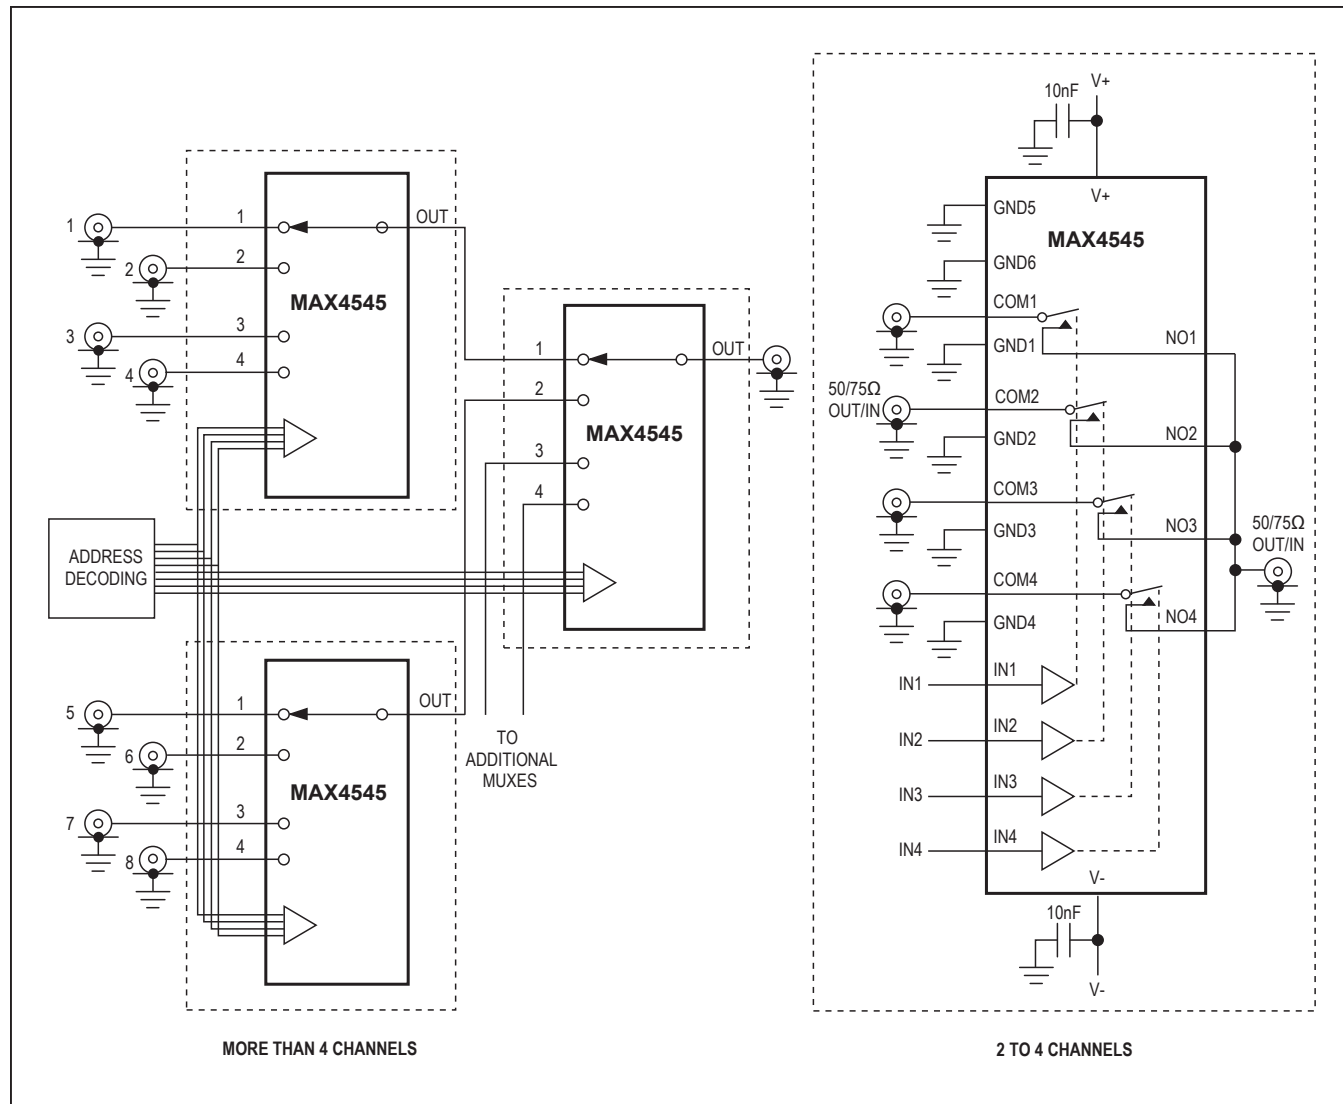 1
2
3
4
1
2
3
4
OUT
MAX4545
ADDRESS
DECODING
1
2
3
4
OUT
MAX4545
5
6
7
8
1
2
3
4
OUT
MAX4545
TO
ADDITIONAL
MUXES
MORE THAN 4 CHANNELS
10nF
V+
V+
MAX4545
GND5
GND6
COM1
GND1
NO1
50/75Ω
OUT/IN
COM2
GND2
NO2
COM3
GND3
NO3
50/75Ω
OUT/IN
COM4
GND4
NO4
IN1
IN1
IN2
IN2
IN3
IN3
IN4
IN4
V-
10nF
V-
2 TO 4 CHANNELS